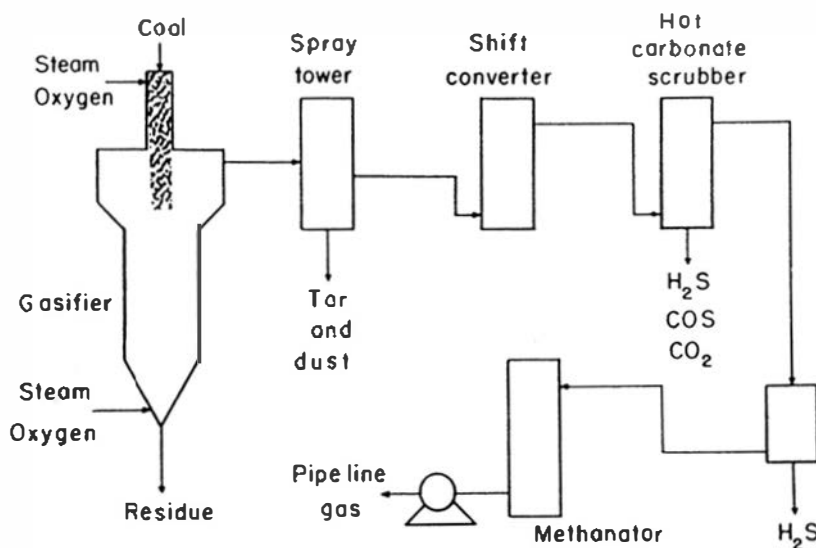 Coal
Steam
Oxygen
Spray
tower
Shift
converter
Hot
carbonate
scrubber
Gasifier
Tar
and
dust
H₂S
COS
CO₂
Steam
Oxygen
Residue
Pipe line
gas
Methanator
H₂S